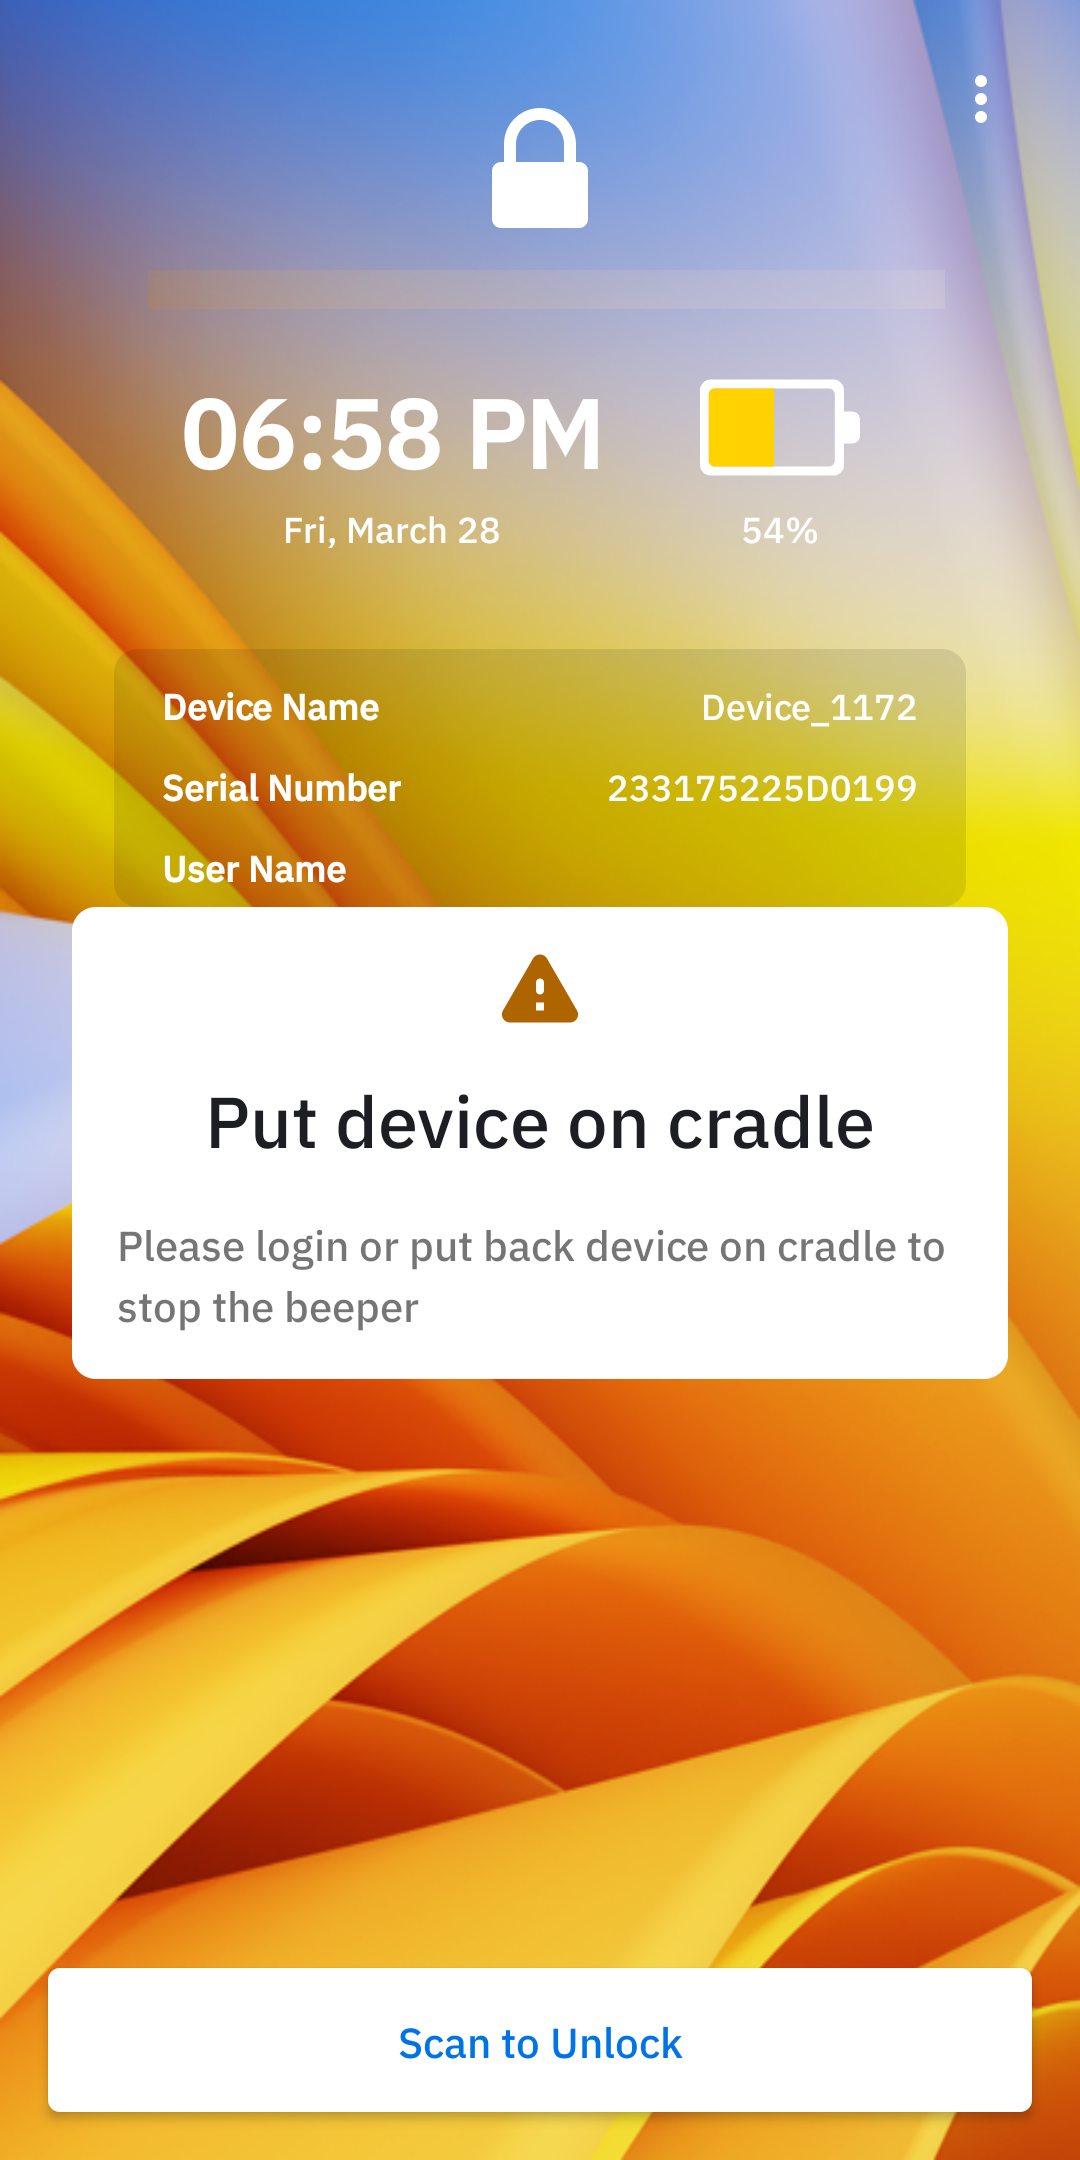 06:58 PM
54%
Fri, March 28
Device Name Device_1172
Serial Number 233175225D0199
User Name
Put device on cradle
Please login or put back device on cradle to
stop the beeper
Scan to Unlock